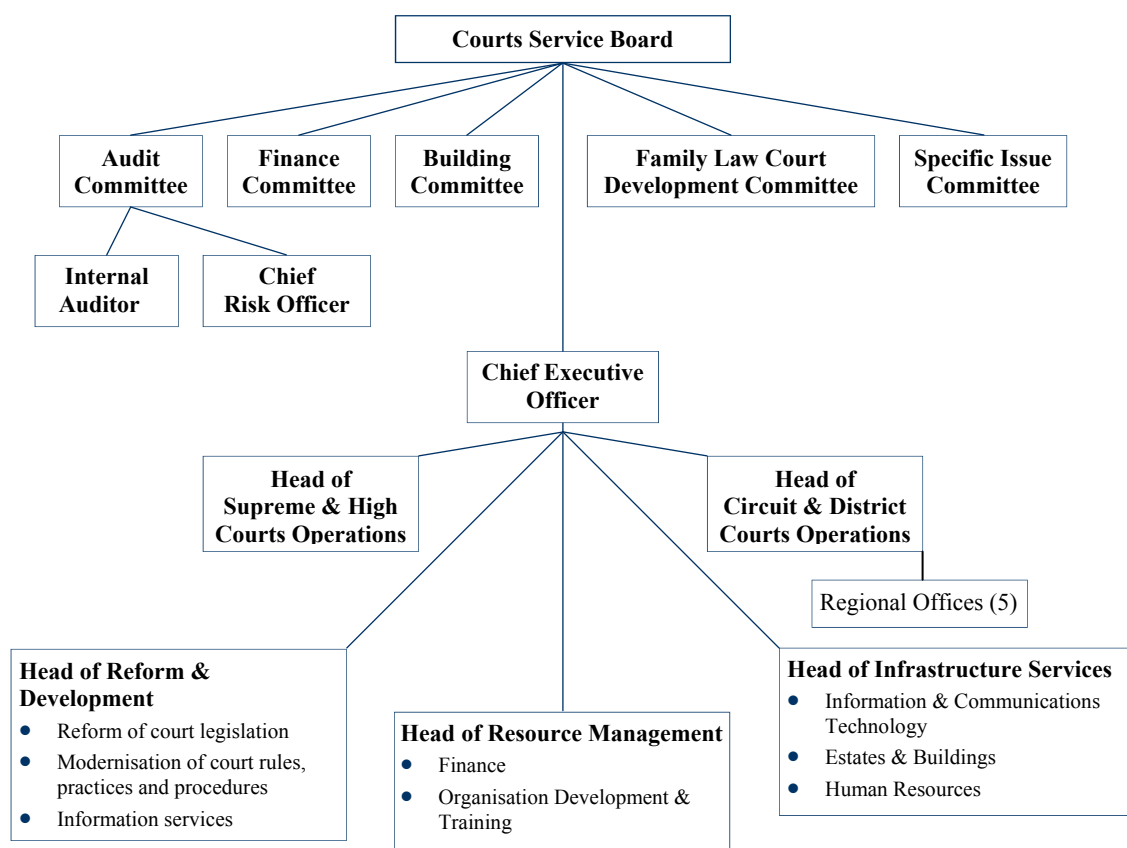 Courts Service Board
Audit
Committee
Finance
Committee
Building
Committee
Family Law Court
Development Committee
Specific Issue
Committee
Internal
Auditor
Chief
Risk Officer
Chief Executive
Officer
Head of
Supreme & High
Courts Operations
Head of
Circuit & District
Courts Operations
Regional Offices (5)
Head of Reform &
Development
• Reform of court legislation
• Modernisation of court rules,
practices and procedures
• Information services
Head of Resource Management
• Finance
• Organisation Development &
Training
Head of Infrastructure Services
• Information & Communications
Technology
• Estates & Buildings
• Human Resources